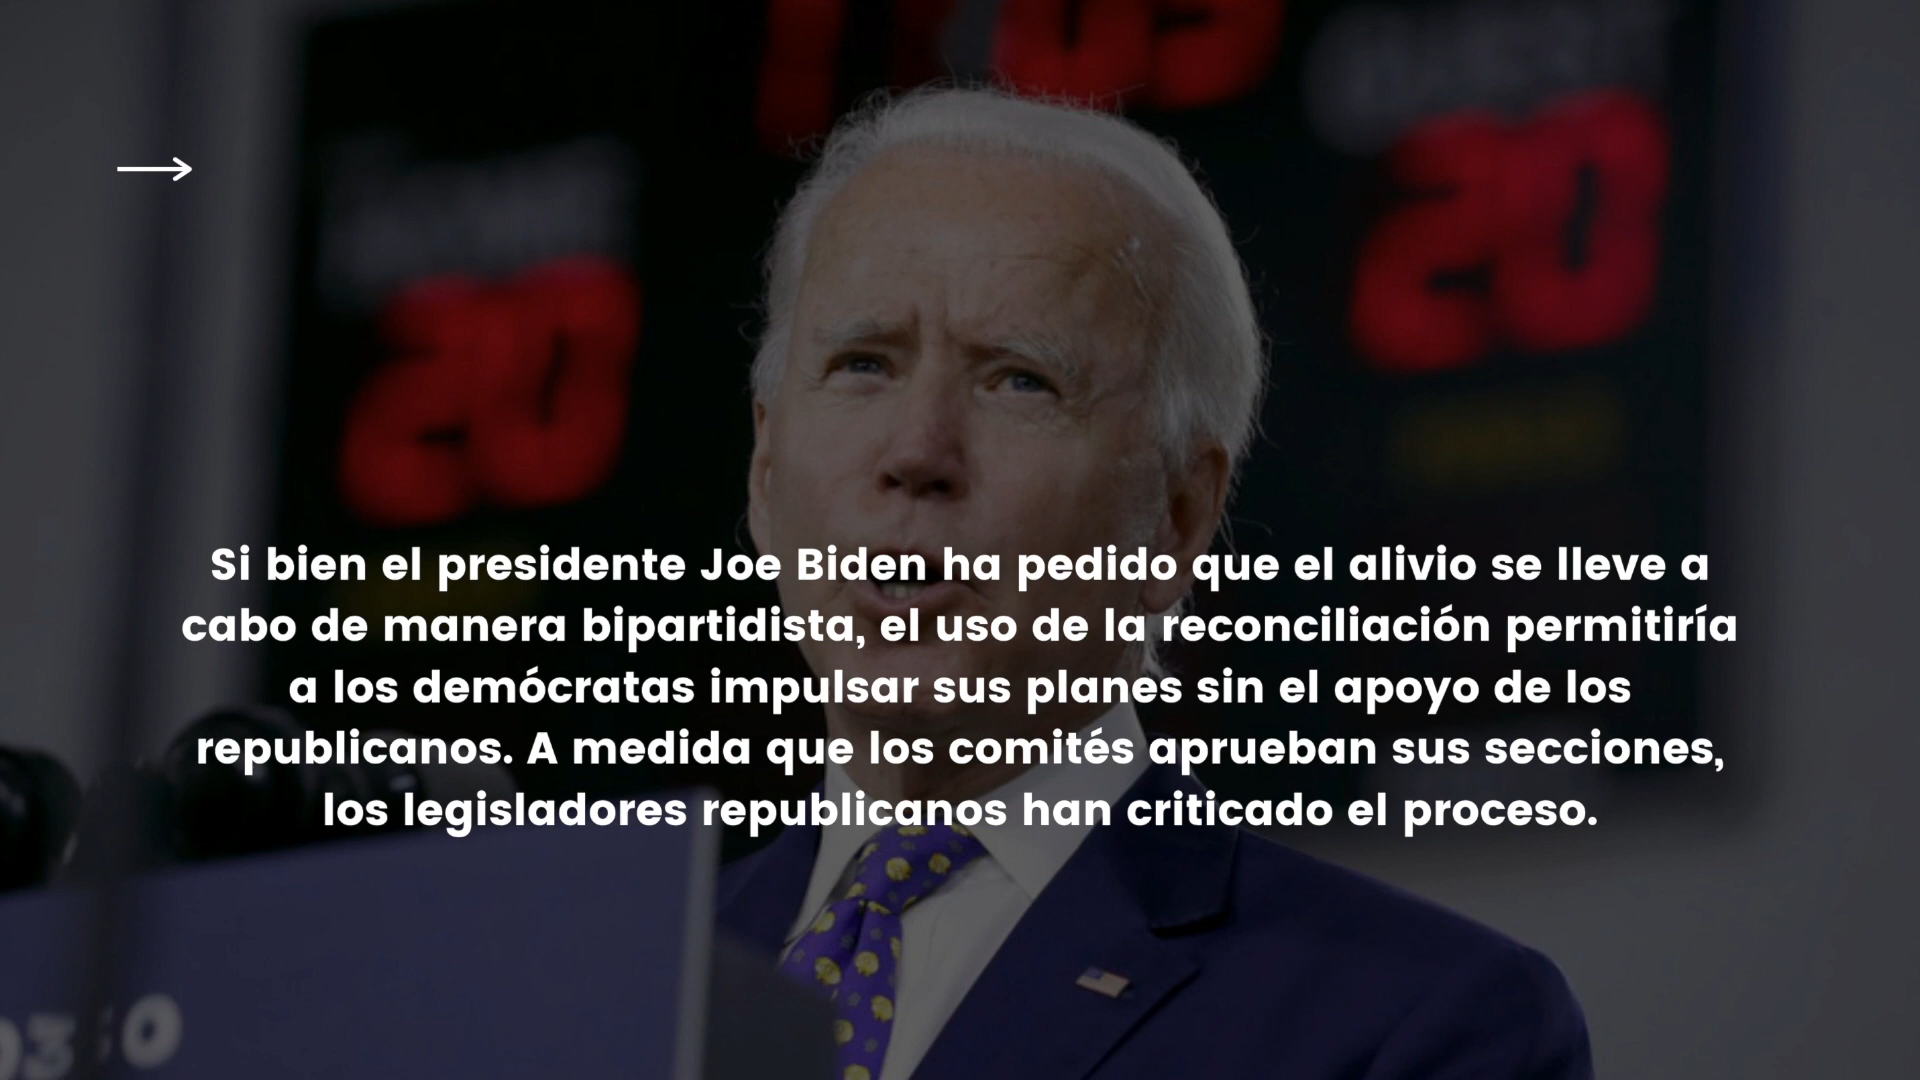 20
20
Si bien el presidente Joe Biden ha pedido que el alivio se lleve a
cabo de manera bipartidista, el uso de la reconciliación permitiría
a los demócratas impulsar sus planes sin el apoyo de los
republicanos. A medida que los comités aprueban sus secciones,
los legisladores republicanos han criticado el proceso.